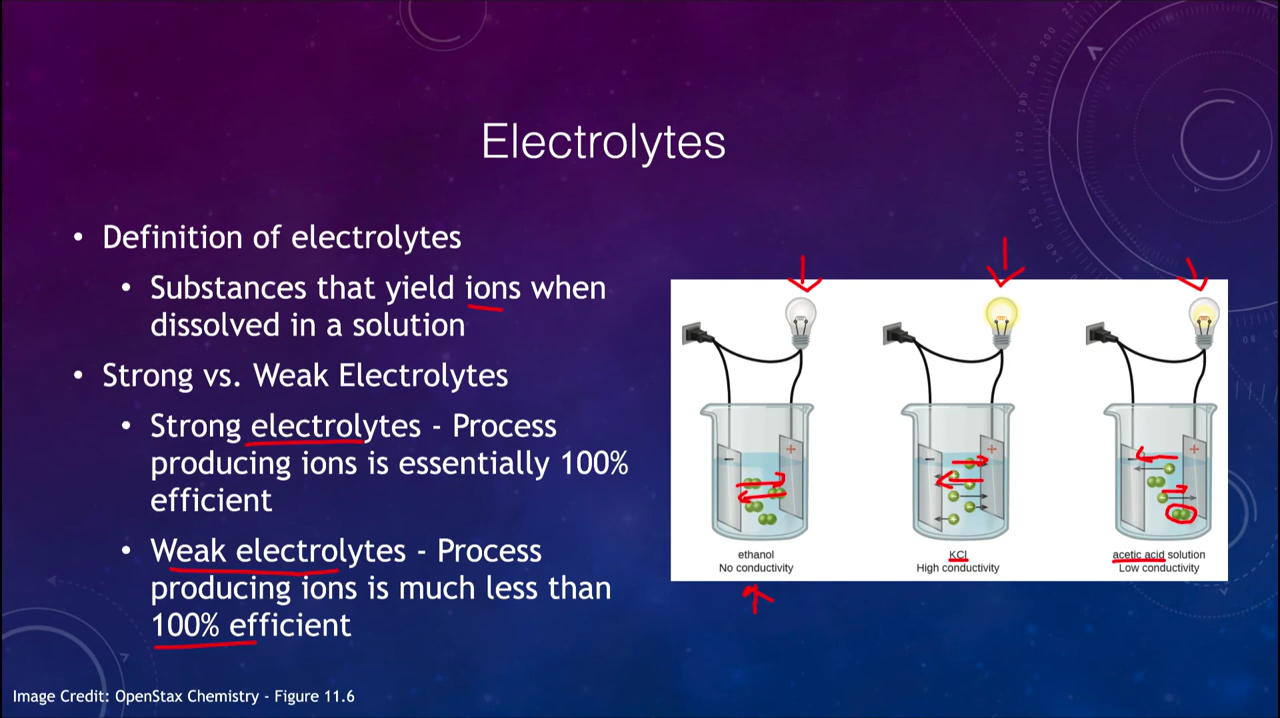 Electrolytes
• Definition of electrolytes
• Substances that yield ions when
dissolved in a solution
• Strong vs. Weak Electrolytes
• Strong electrolytes - Process
producing ions is essentially 100%
efficient
• Weak electrolytes - Process
producing ions is much less than
100% efficient
ethanol
No conductivity
KCl
High conductivity
acetic acid solution
Low conductivity
Image Credit: OpenStax Chemistry - Figure 11.6